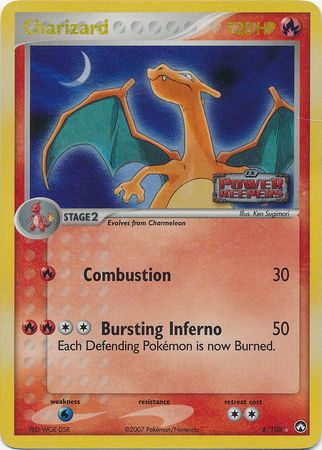 Charizard 120 HP
EX
POWER
KEEPERS
Illus. Ken Sugimori
STAGE 2
Evolves from Charmeleon
Combustion 30
Bursting Inferno 50
Each Defending Pokémon is now Burned.
weakness resistance retreat cost
©2007 Pokémon/Nintendo 6/108